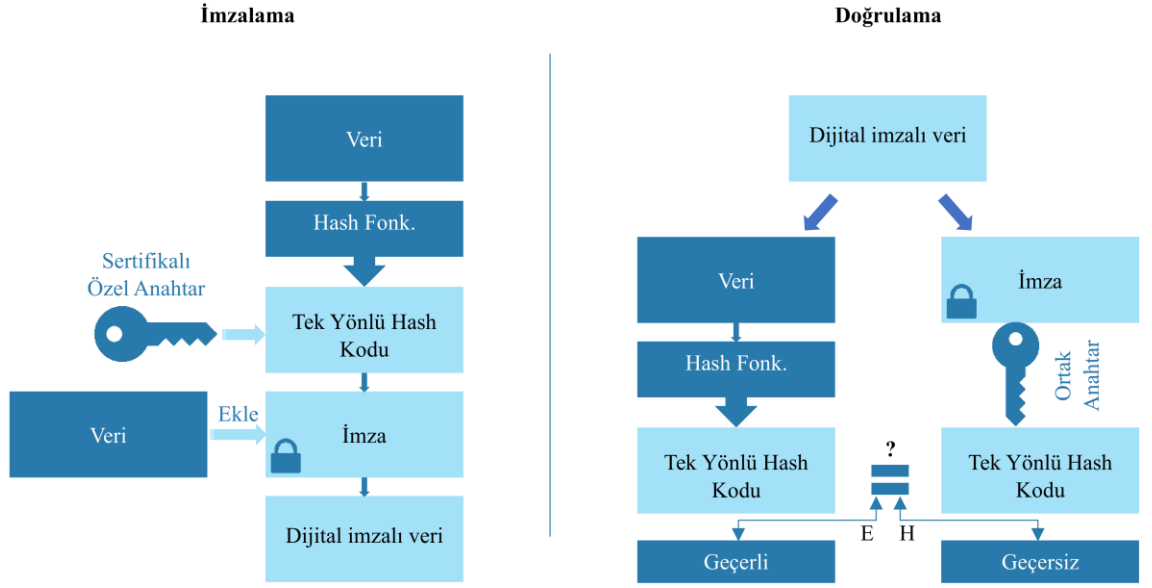 İmzalama
Veri
Hash Fonk.
Sertifikalı
Özel Anahtar
Tek Yönlü Hash
Kodu
Veri
Ekle
İmza
Dijital imzalı veri
Doğrulama
Dijital imzalı veri
Veri
İmza
Hash Fonk.
Ortak
Anahtar
Tek Yönlü Hash
Kodu
?
Tek Yönlü Hash
Kodu
E
H
Geçerli
Geçersiz